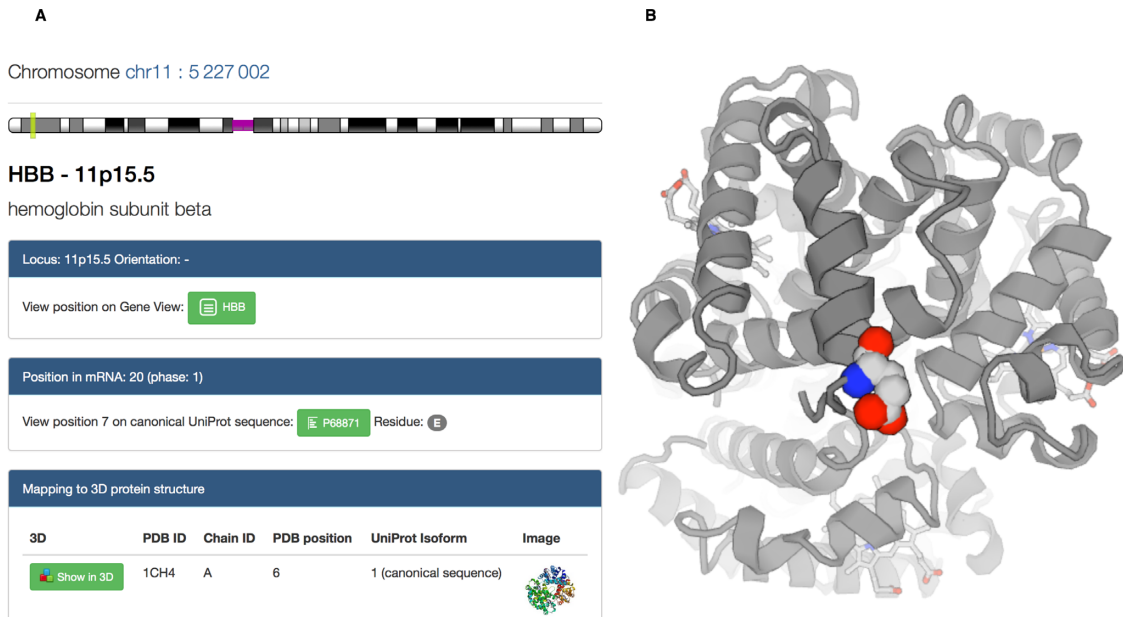 A
B
Chromosome chr11 : 5 227 002
HBB - 11p15.5
hemoglobin subunit beta
Locus: 11p15.5 Orientation: -
View position on Gene View: HBB
Position in mRNA: 20 (phase: 1)
View position 7 on canonical UniProt sequence: P68871 Residue: E
Mapping to 3D protein structure
3D PDB ID Chain ID PDB position UniProt Isoform Image
Show in 3D 1CH4 A 6 1 (canonical sequence)